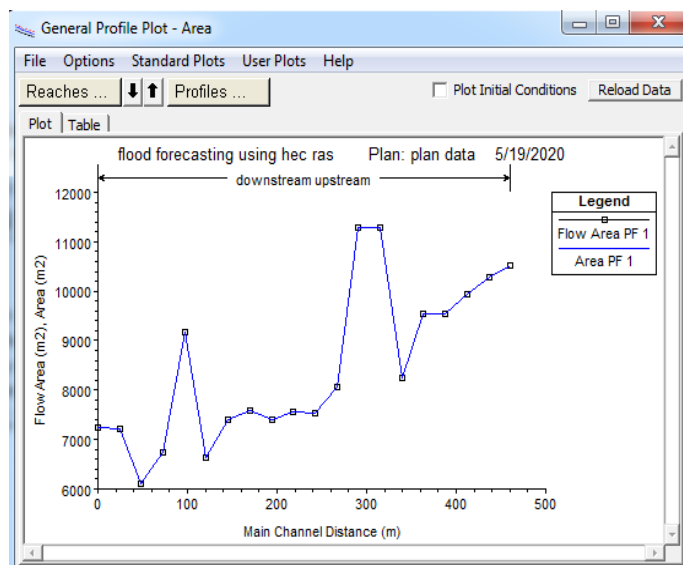 General Profile Plot - Area
File Options Standard Plots User Plots Help
Reaches ... Profiles ... Plot Initial Conditions Reload Data
Plot Table
flood forecasting using hec ras Plan: plan data 5/19/2020
downstream upstream
Legend
Flow Area PF 1
Area PF 1
Flow Area (m2), Area (m2)
12000
11000
10000
9000
8000
7000
6000
0 100 200 300 400 500
Main Channel Distance (m)